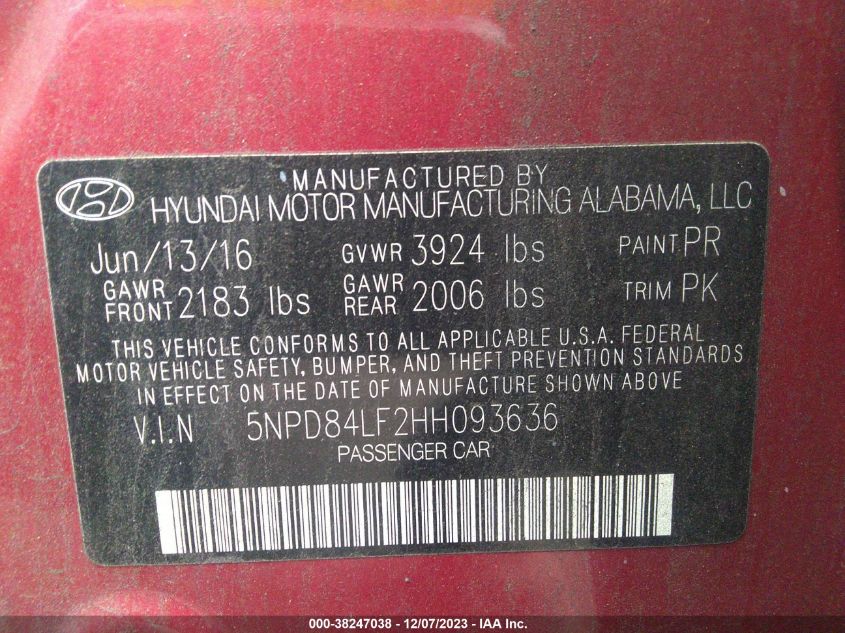 MANUFACTURED BY
HYUNDAI MOTOR MANUFACTURING ALABAMA, LLC
Jun/13/16 GVWR 3924 lbs PAINT PR
GAWR FRONT 2183 lbs GAWR REAR 2006 lbs TRIM PK
THIS VEHICLE CONFORMS TO ALL APPLICABLE U.S.A. FEDERAL
MOTOR VEHICLE SAFETY, BUMPER, AND THEFT PREVENTION STANDARDS
IN EFFECT ON THE DATE OF MANUFACTURE SHOWN ABOVE
V.I.N 5NPD84LF2HH093636
PASSENGER CAR
000-38247038 - 12/07/2023 - IAA Inc.